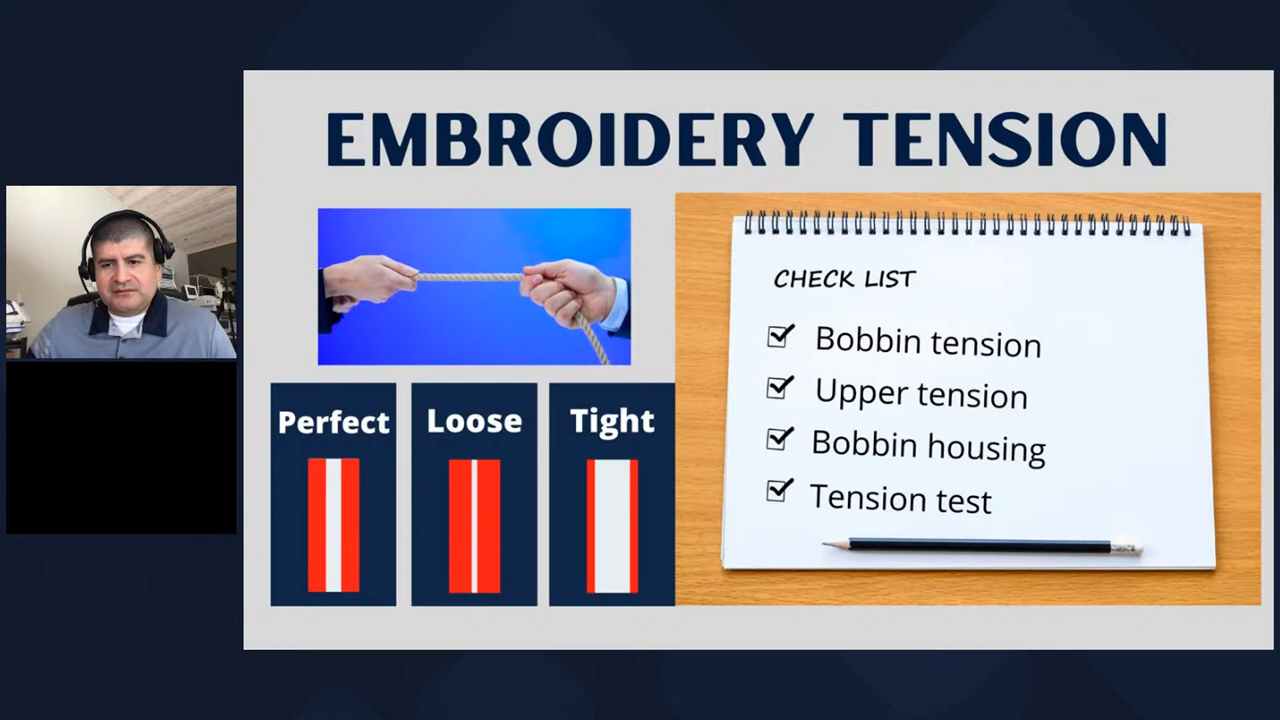 EMBROIDERY TENSION
Perfect
Loose
Tight
CHECK LIST
Bobbin tension
Upper tension
Bobbin housing
Tension test